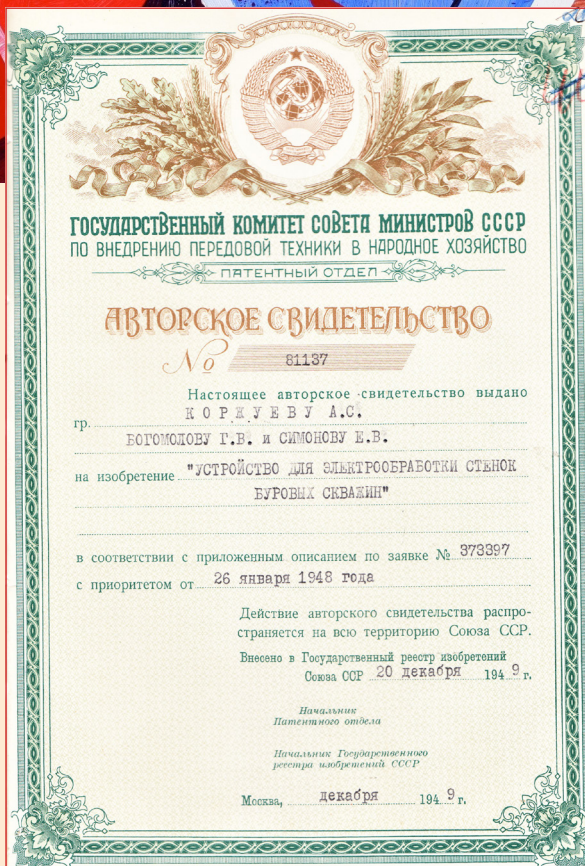 ГОСУДАРСТВЕННЫЙ КОМИТЕТ СОВЕТА МИНИСТРОВ СССР
ПО ВНЕДРЕНИЮ ПЕРЕДОВОЙ ТЕХНИКИ В НАРОДНОЕ ХОЗЯЙСТВО
ПАТЕНТНЫЙ ОТДЕЛ
АВТОРСКОЕ СВИДЕТЕЛЬСТВО
№ 81137
Настоящее авторское свидетельство выдано
гр. КОРЖУЕВУ А.С.
БОГОМОЛОВУ Г.В. и СИМОНОВУ Е.В.
на изобретение "УСТРОЙСТВО ДЛЯ ЭЛЕКТРООБРАБОТКИ СТЕНОК
БУРОВЫХ СКВАЖИН"
в соответствии с приложенным описанием по заявке № 373397
с приоритетом от 26 января 1948 года
Действие авторского свидетельства распро-
страняется на всю территорию Союза ССР.
Внесено в Государственный реестр изобретений
Союза ССР 20 декабря 1949 г.
Начальник
Патентного отдела
Начальник Государственного
реестра изобретений СССР
Москва, декабря 1949 г.